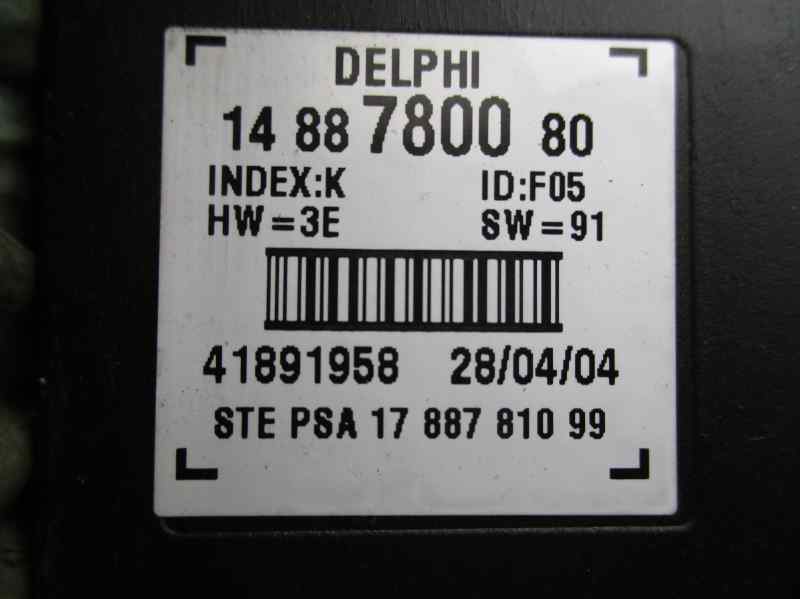 DELPHI
14 88 7800 80
INDEX:K ID:F05
HW=3E SW=91
41891958 28/04/04
STE PSA 17 887 810 99